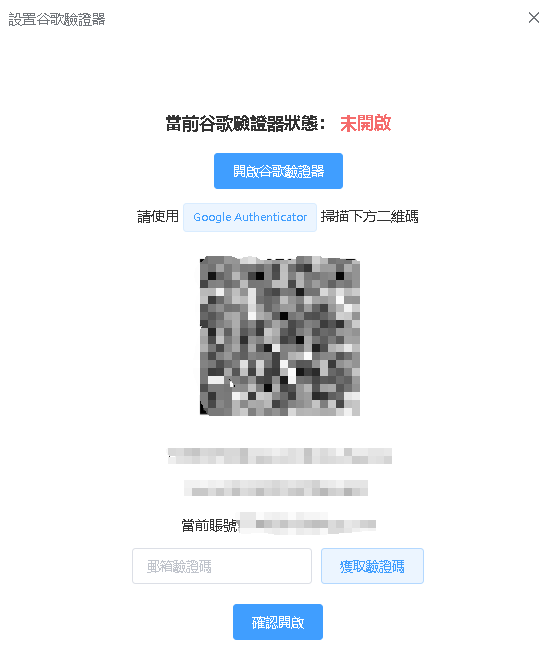 設置谷歌驗證器
當前谷歌驗證器狀態： 未開啟
開啟谷歌驗證器
請使用 Google Authenticator 掃描下方二維碼
當前賬號
郵箱驗證碼 獲取驗證碼
確認開啟